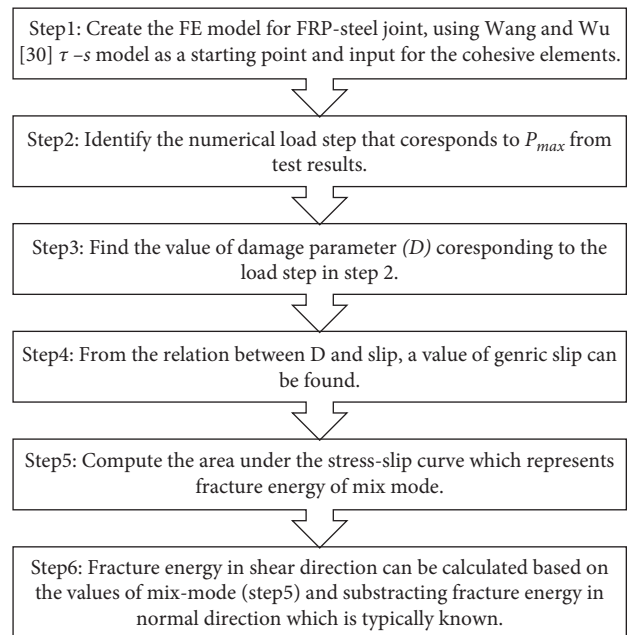 Step1: Create the FE model for FRP-steel joint, using Wang and Wu
[30] τ –s model as a starting point and input for the cohesive elements.
Step2: Identify the numerical load step that coresponds to Pmax from
test results.
Step3: Find the value of damage parameter (D) coresponding to the
load step in step 2.
Step4: From the relation between D and slip, a value of genric slip can
be found.
Step5: Compute the area under the stress-slip curve which represents
fracture energy of mix mode.
Step6: Fracture energy in shear direction can be calculated based on
the values of mix-mode (step5) and substracting fracture energy in
normal direction which is typically known.